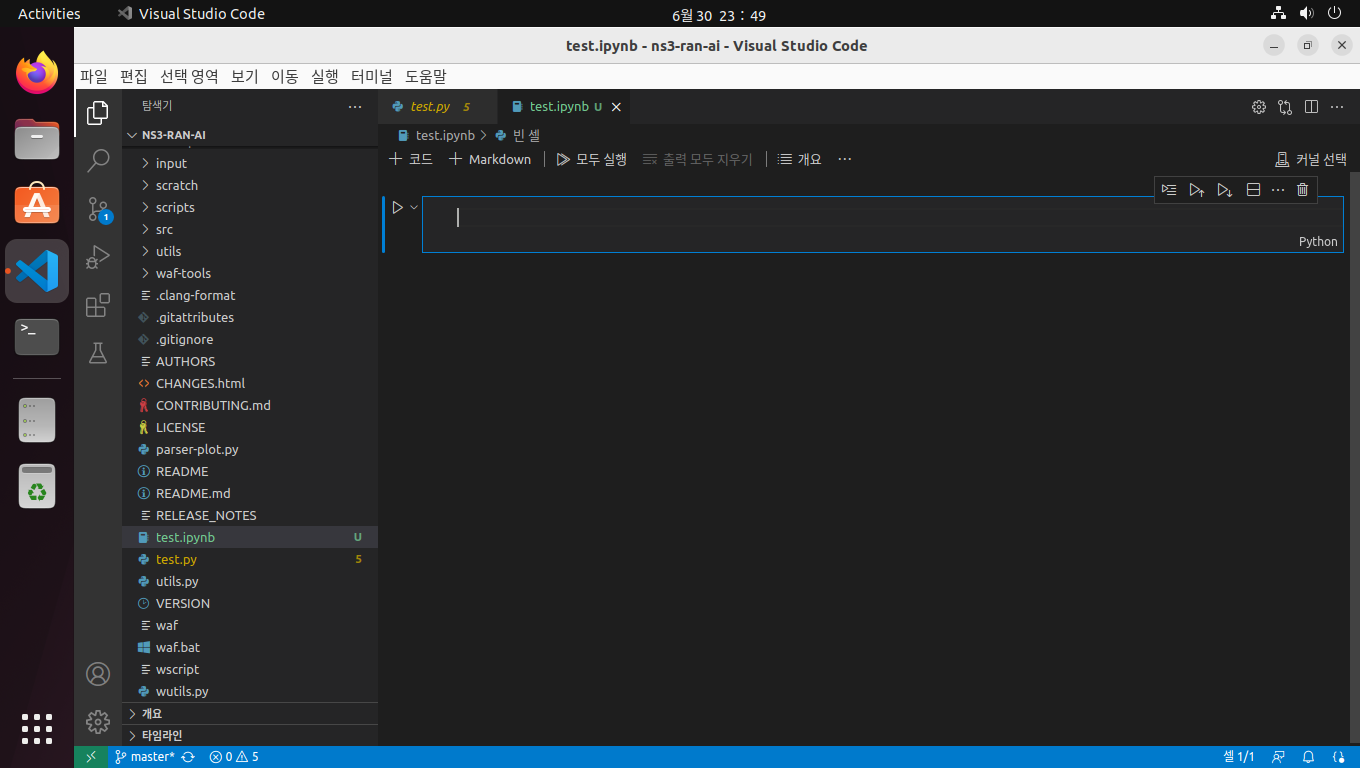 Activities
Visual Studio Code
6월 30 23 : 49
test.ipynb - ns3-ran-ai - Visual Studio Code
파일 편집 선택 영역 보기 이동 실행 터미널 도움말
탐색기
NS3-RAN-AI
input
scratch
scripts
src
utils
waf-tools
.clang-format
.gitattributes
.gitignore
AUTHORS
CHANGES.html
CONTRIBUTING.md
LICENSE
parser-plot.py
README
README.md
RELEASE_NOTES
test.ipynb U
test.py 5
utils.py
VERSION
waf
waf.bat
wscript
wutils.py
개요
타임라인
test.py 5
test.ipynb U
test.ipynb > 빈 셀
+ 코드 + Markdown
모두 실행
출력 모두 지우기
개요
커널 선택
Python
1
>_
master*
0 5
셀 1/1